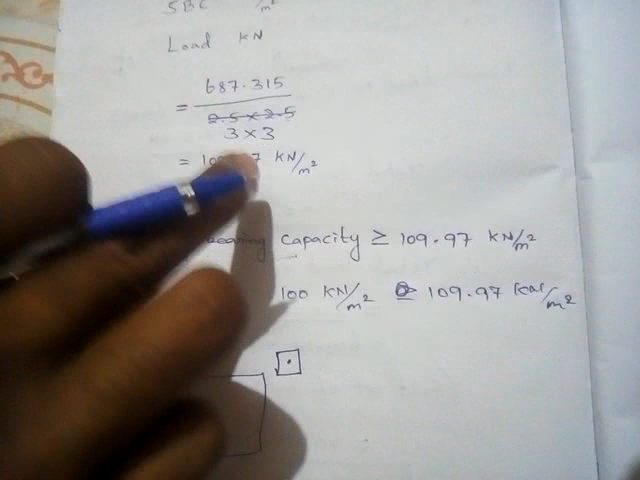 SBC /m²
Load KN
= 687.315
2.5 x 2.5
3 x 3
= KN/m²
capacity ≥ 109.97 KN/m²
100 KN/m² 109.97 KN/m²